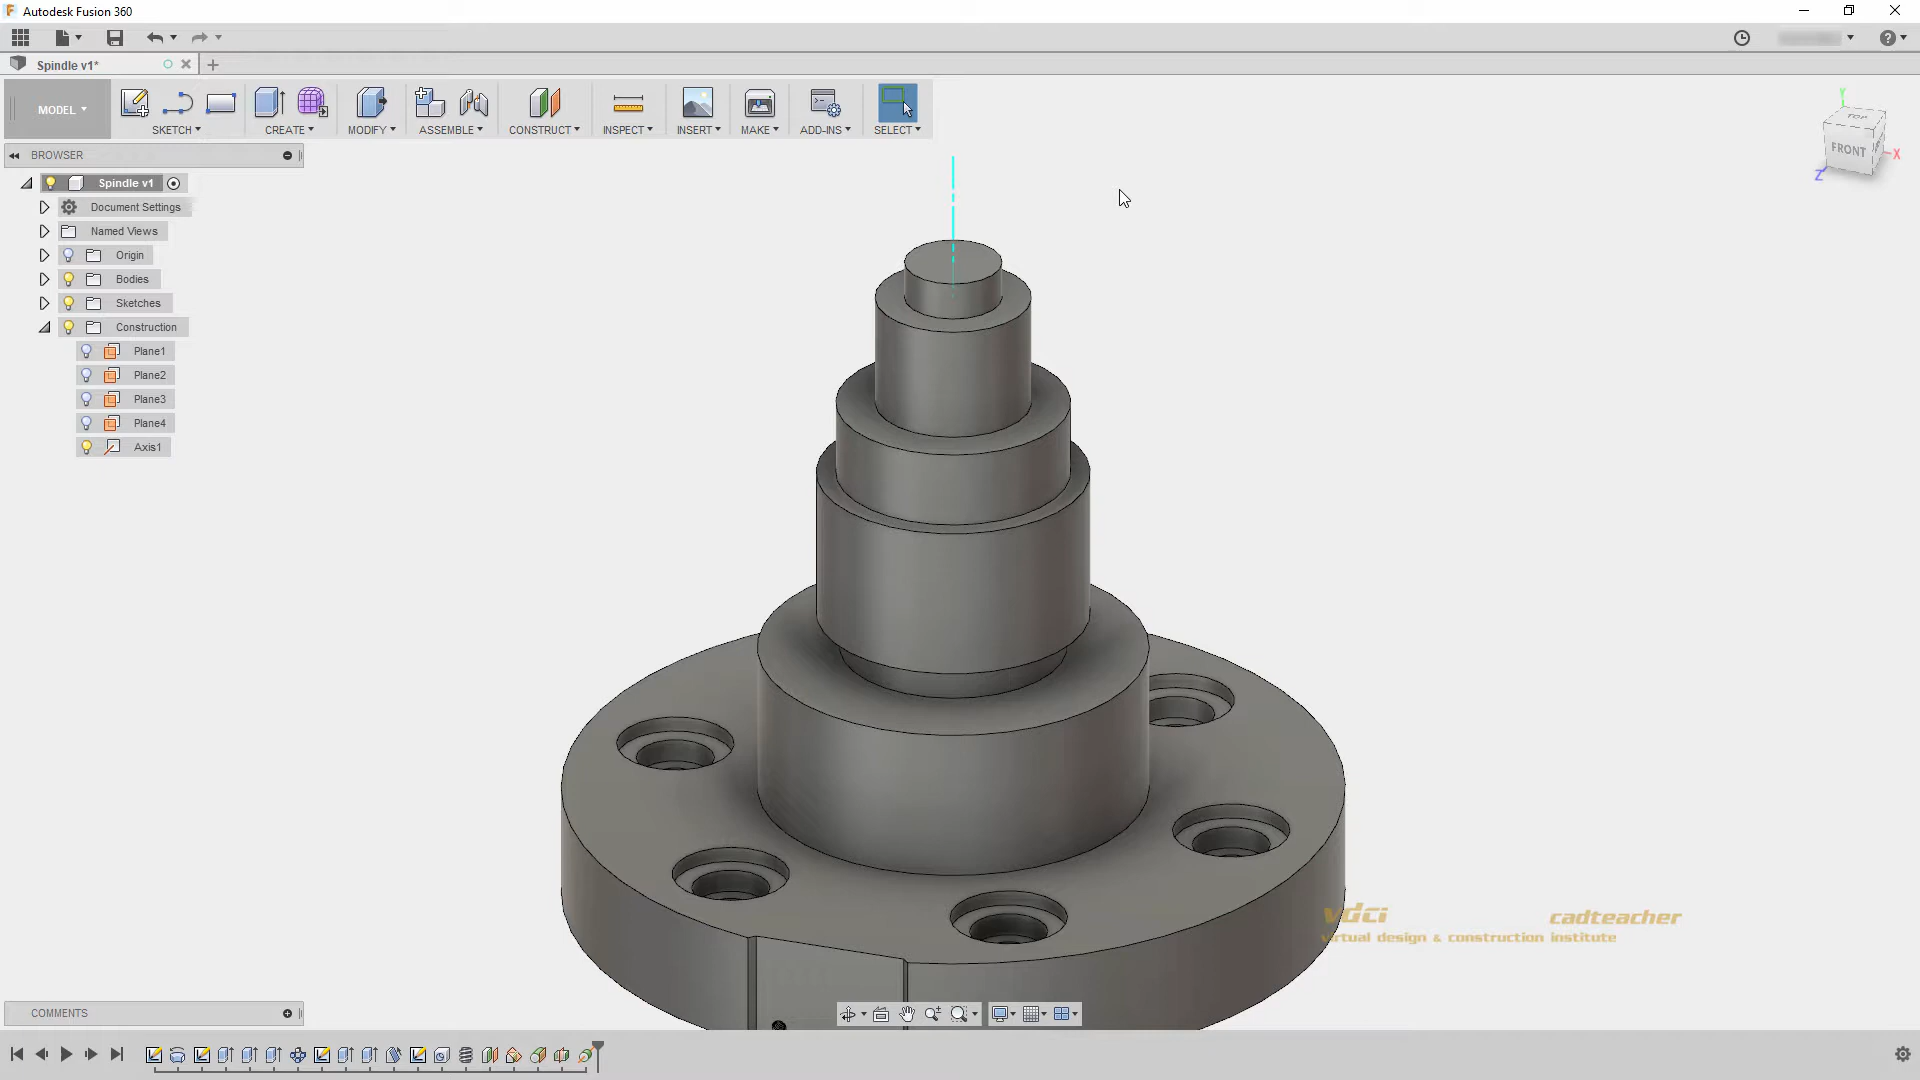 Autodesk Fusion 360
Spindle v1*
MODEL
SKETCH
CREATE
MODIFY
ASSEMBLE
CONSTRUCT
INSPECT
INSERT
MAKE
ADD-INS
SELECT
Y
TOP
FRONT
X
Z
BROWSER
Spindle v1
Document Settings
Named Views
Origin
Bodies
Sketches
Construction
Plane1
Plane2
Plane3
Plane4
Axis1
vdci cadteacher
virtual design & construction institute
COMMENTS